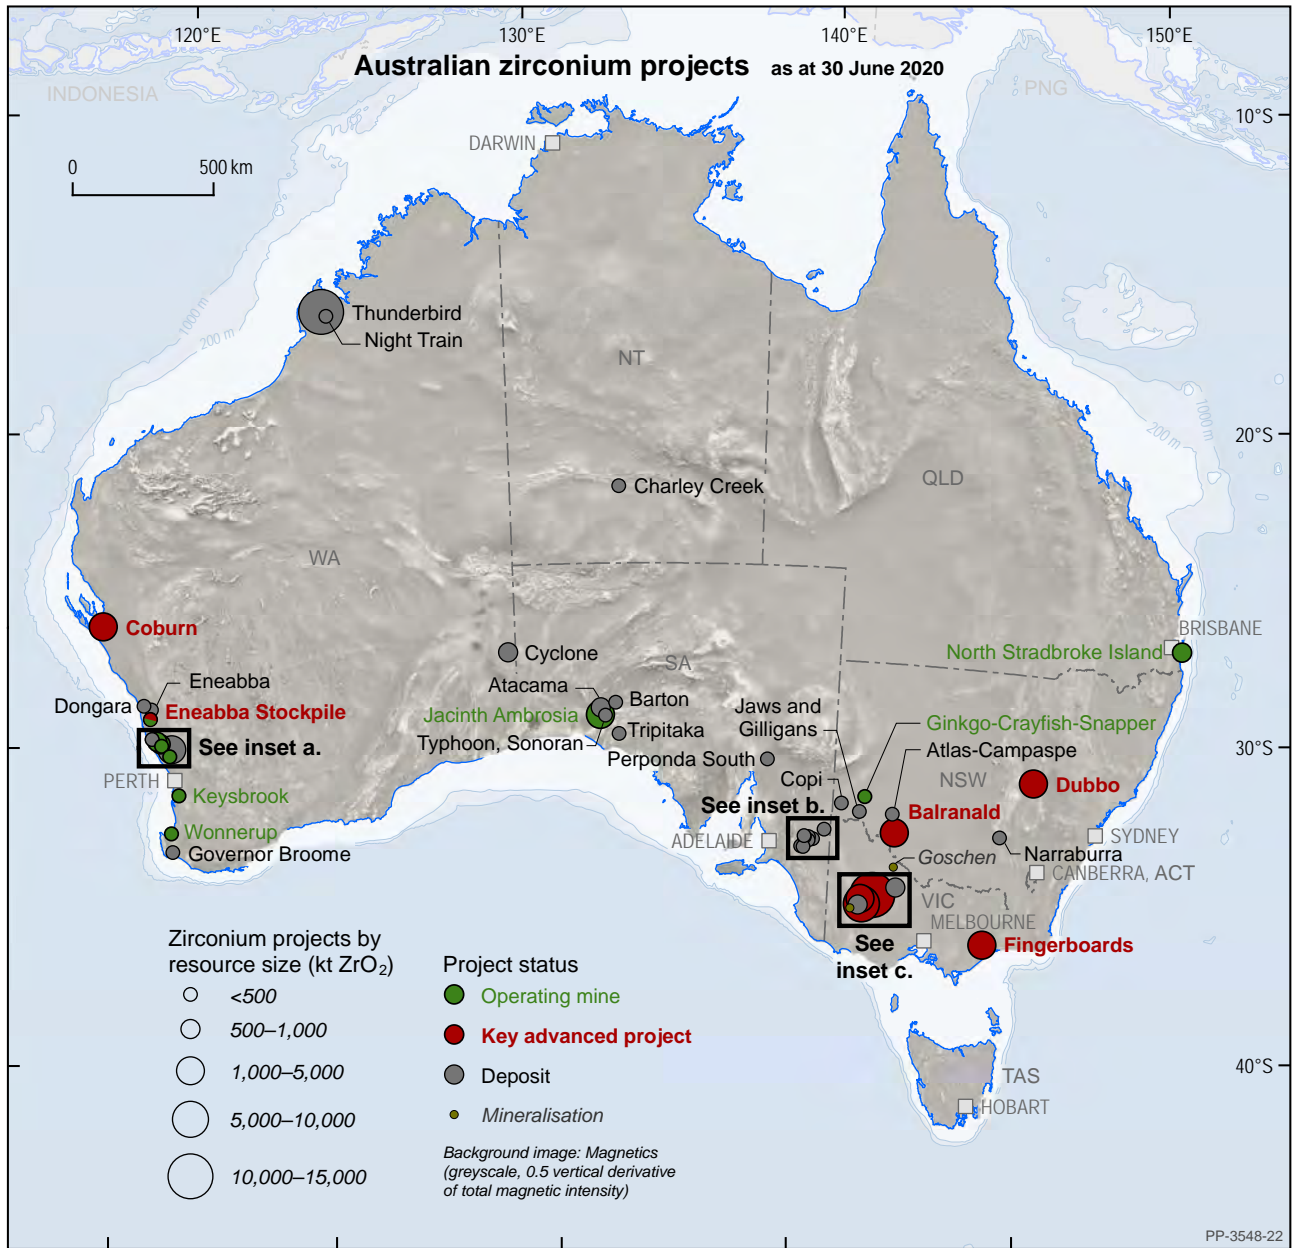 120°E
130°E
140°E
150°E
Australian zirconium projects as at 30 June 2020
INDONESIA
PNG
10°S
DARWIN
0
500 km
1000 m
200 m
Thunderbird
Night Train
NT
1000 m
200 m
20°S
Charley Creek
QLD
WA
Coburn
BRISBANE
North Stradbroke Island
Cyclone
SA
Eneabba
Atacama
Barton
Dongara
Eneabba Stockpile
Jacinth Ambrosia
Jaws and
Gilligans
Ginkgo-Crayfish-Snapper
Tripitaka
See inset a.
Typhoon, Sonoran
Atlas-Campaspe
30°S
Perponda South
PERTH
Copi
NSW
Dubbo
Keysbrook
See inset b.
Balranald
Wonnerup
ADELAIDE
SYDNEY
Governor Broome
Goschen
Narraburra
CANBERRA, ACT
VIC
MELBOURNE
See
inset c.
Fingerboards
Zirconium projects by
resource size (kt ZrO₂)
<500
500–1,000
1,000–5,000
5,000–10,000
10,000–15,000
Project status
Operating mine
Key advanced project
Deposit
Mineralisation
Background image: Magnetics
(greyscale, 0.5 vertical derivative
of total magnetic intensity)
40°S
TAS
HOBART
PP-3548-22